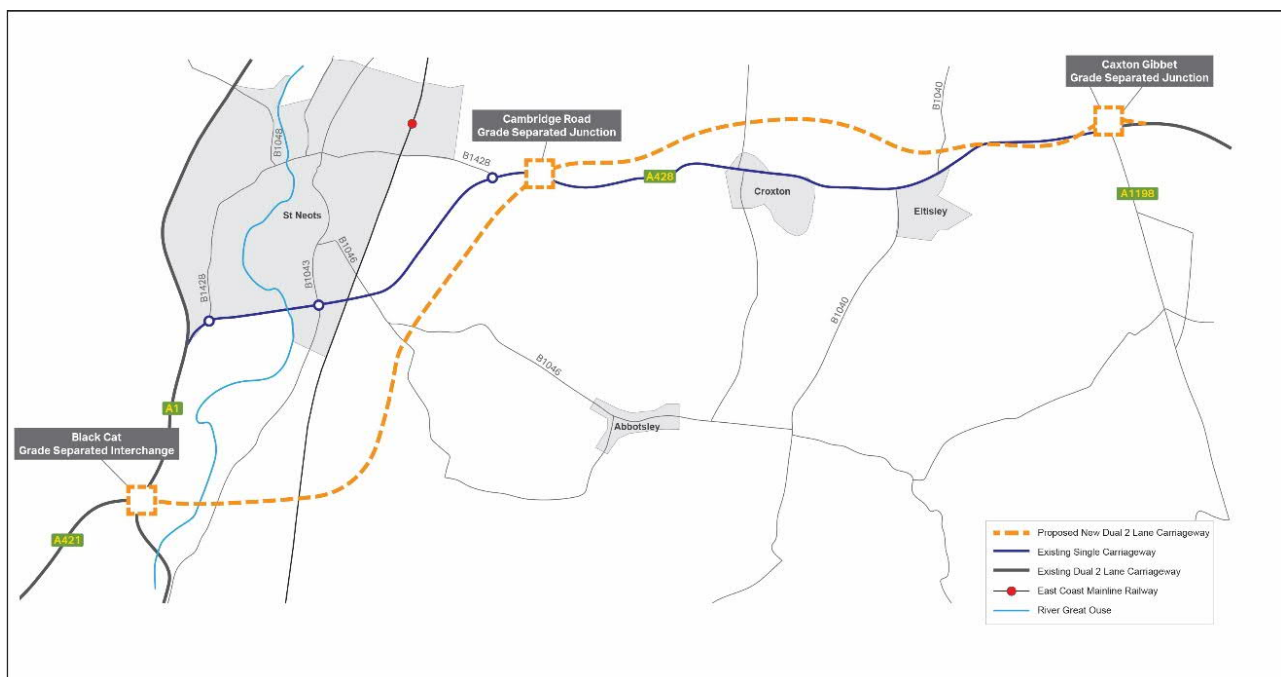 Caxton Gibbet
Grade Separated Junction
Cambridge Road
Grade Separated Junction
B1040
B1048
B1428
A428
Croxton
A1198
St Neots
Eltisley
B1046
B1043
B1428
B1040
B1046
A1
Abbotsley
Black Cat
Grade Separated Interchange
A421
Proposed New Dual 2 Lane Carriageway
Existing Single Carriageway
Existing Dual 2 Lane Carriageway
East Coast Mainline Railway
River Great Ouse